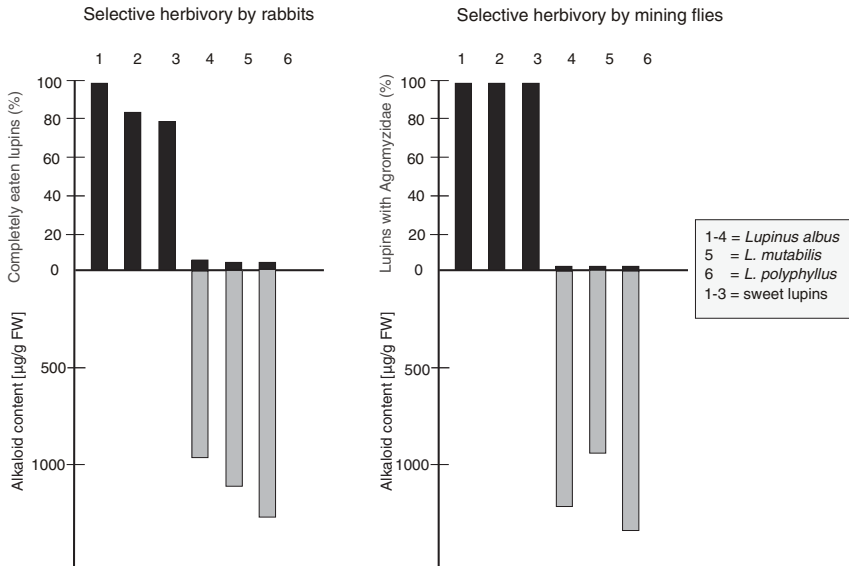 Selective herbivory by rabbits
1 2 3 4 5 6
Completely eaten lupins (%)
100
80
60
40
20
0
Alkaloid content [µg/g FW]
500
1000
Selective herbivory by mining flies
1 2 3 4 5 6
Lupins with Agromyzidae (%)
100
80
60
40
20
0
Alkaloid content [µg/g FW]
500
1000
1-4 = Lupinus albus
5 = L. mutabilis
6 = L. polyphyllus
1-3 = sweet lupins